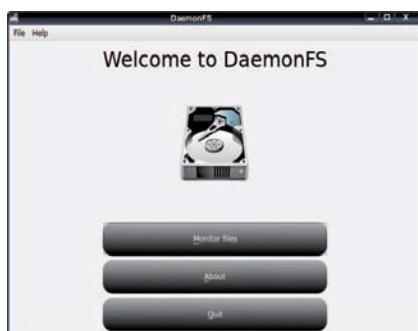 DaemonFS
File Help
Welcome to DaemonFS
Monitor files
About
Quit